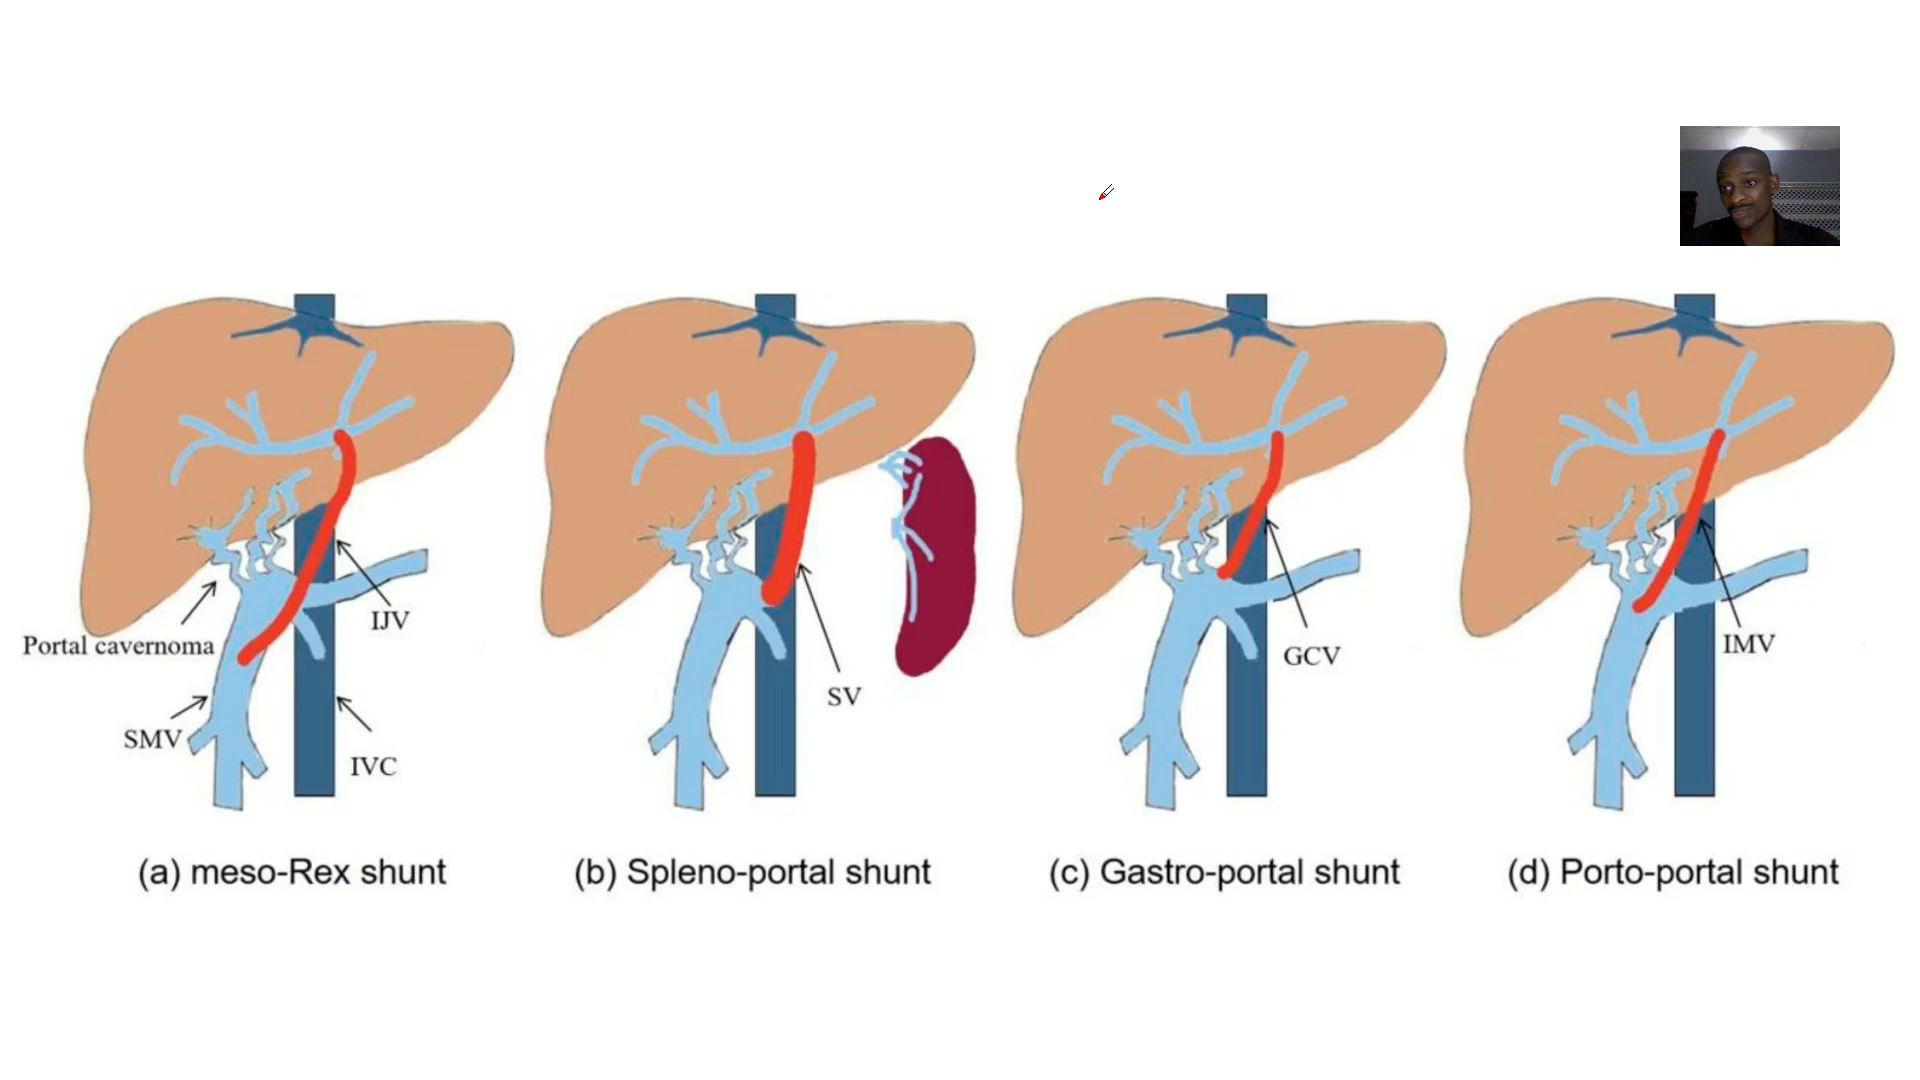 IJV
Portal cavernoma
SMV
IVC
SV
GCV
IMV
(a) meso-Rex shunt
(b) Spleno-portal shunt
(c) Gastro-portal shunt
(d) Porto-portal shunt